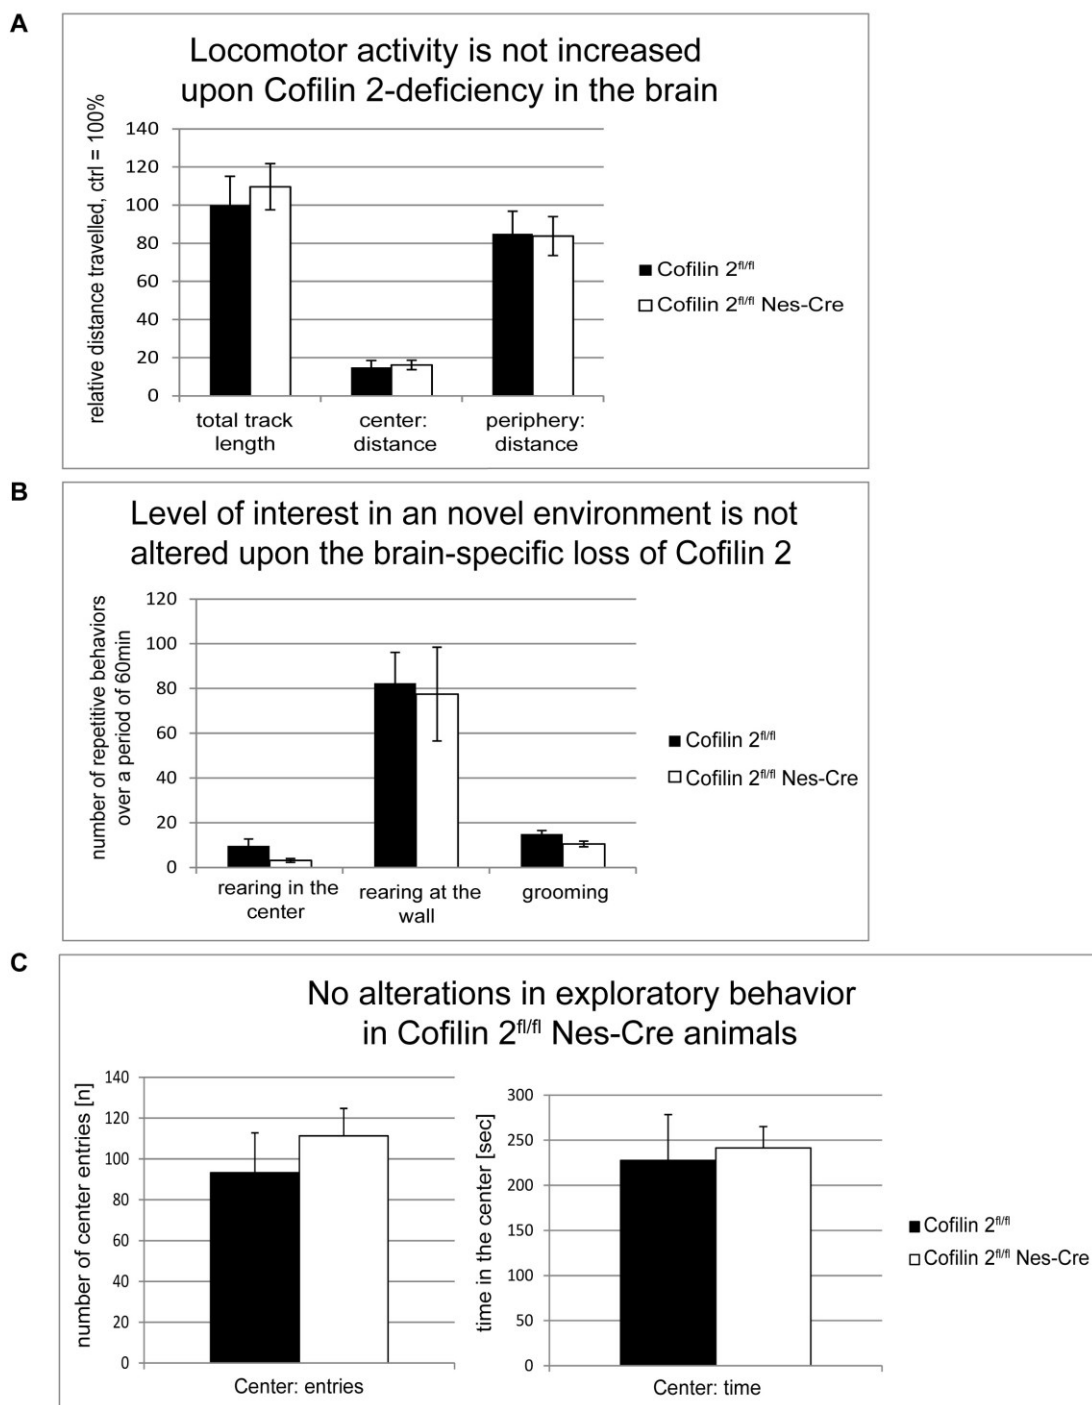 A
Locomotor activity is not increased
upon Cofilin 2-deficiency in the brain
relative distance travelled, ctrl = 100%
140
120
100
80
60
40
20
0
total track
length
center:
distance
periphery:
distance
Cofilin 2fl/fl
Cofilin 2fl/fl Nes-Cre
B
Level of interest in an novel environment is not
altered upon the brain-specific loss of Cofilin 2
number of repetitive behaviors
over a period of 60min
120
100
80
60
40
20
0
rearing in the
center
rearing at the
wall
grooming
Cofilin 2fl/fl
Cofilin 2fl/fl Nes-Cre
C
No alterations in exploratory behavior
in Cofilin 2fl/fl Nes-Cre animals
number of center entries [n]
140
120
100
80
60
40
20
0
Center: entries
time in the center [sec]
300
250
200
150
100
50
0
Center: time
Cofilin 2fl/fl
Cofilin 2fl/fl Nes-Cre